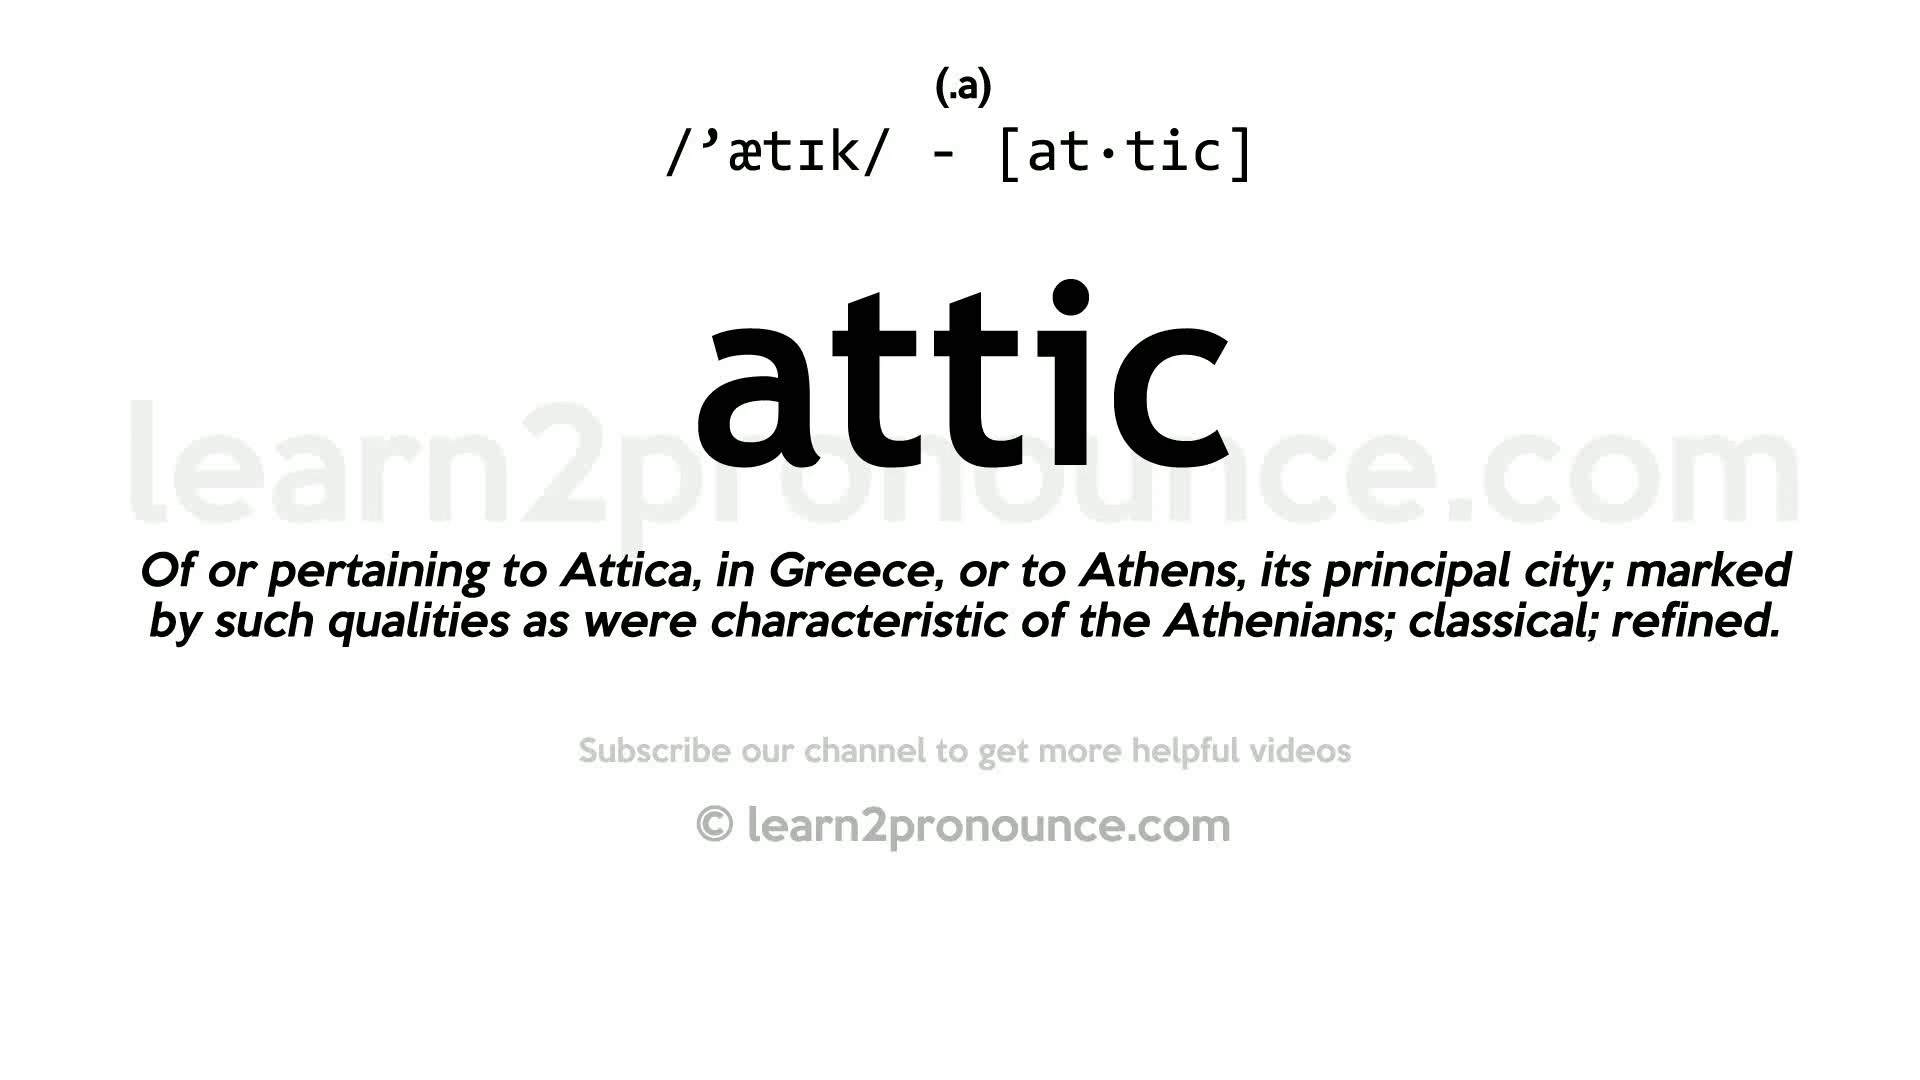 (.a)
/’ætɪk/ - [at·tic]
attic
learn2pronounce.com
Of or pertaining to Attica, in Greece, or to Athens, its principal city; marked
by such qualities as were characteristic of the Athenians; classical; refined.
Subscribe our channel to get more helpful videos
© learn2pronounce.com